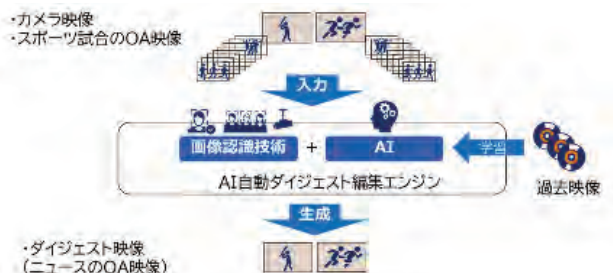 ・カメラ映像
・スポーツ試合のOA映像
入力
画像認識技術
+
AI
学習
AI自動ダイジェスト編集エンジン
過去映像
生成
・ダイジェスト映像
(ニュースのOA映像)